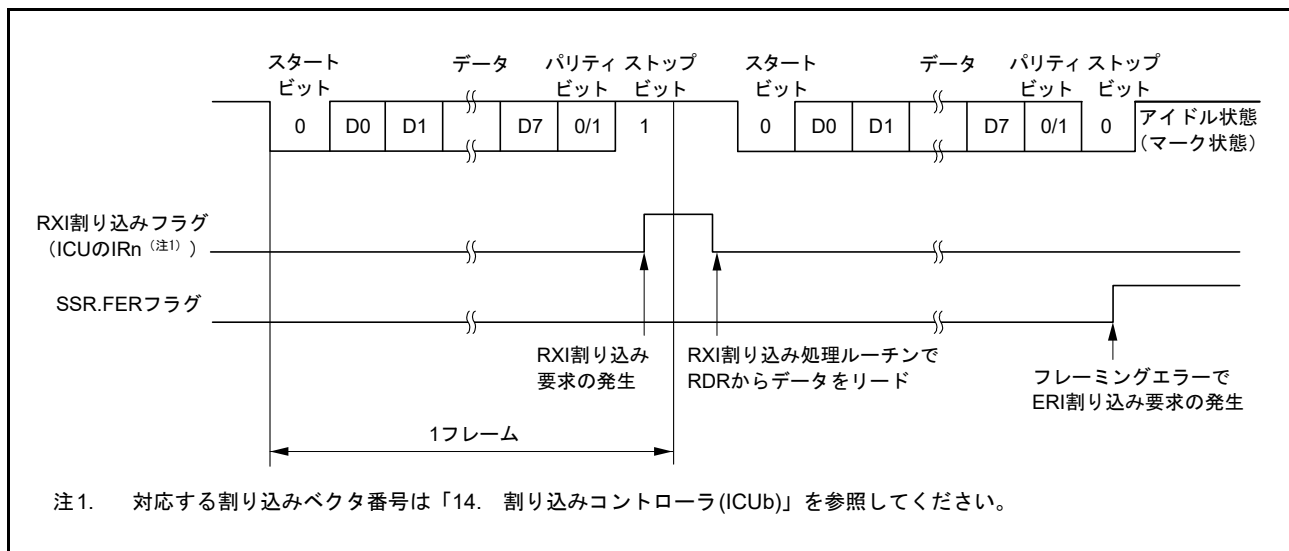 スタート
ビット
データ
パリティ
ビット
ストップ
ビット
スタート
ビット
データ
パリティ
ビット
ストップ
ビット
0 D0 D1 D7 0/1 1 0 D0 D1 D7 0/1 0
アイドル状態
(マーク状態)
RXI割り込みフラグ
(ICUのIRn (注1) )
SSR.FERフラグ
RXI割り込み
要求の発生
RXI割り込み処理ルーチンで
RDRからデータをリード
フレーミングエラーで
ERI割り込み要求の発生
1フレーム
注1. 対応する割り込みベクタ番号は「14. 割り込みコントローラ(ICUb)」を参照してください。